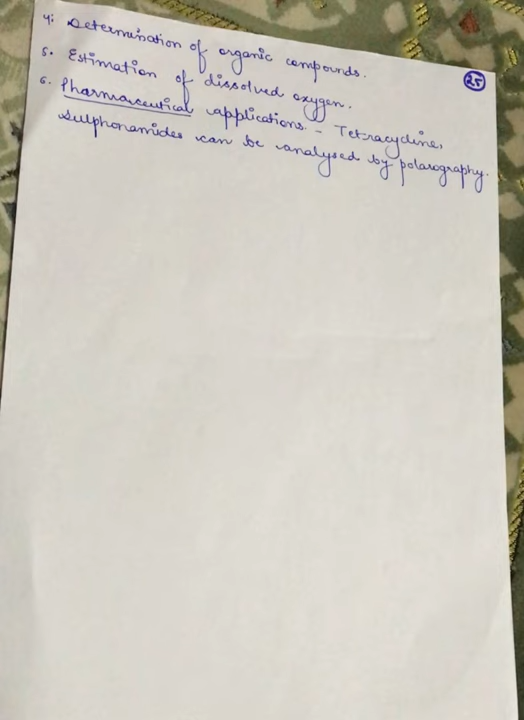 25
4. Determination of organic compounds.
5. Estimation of dissolved oxygen.
6. Pharmaceutical applications. - Tetracycline,
Sulphonamides can be analysed by polarography.